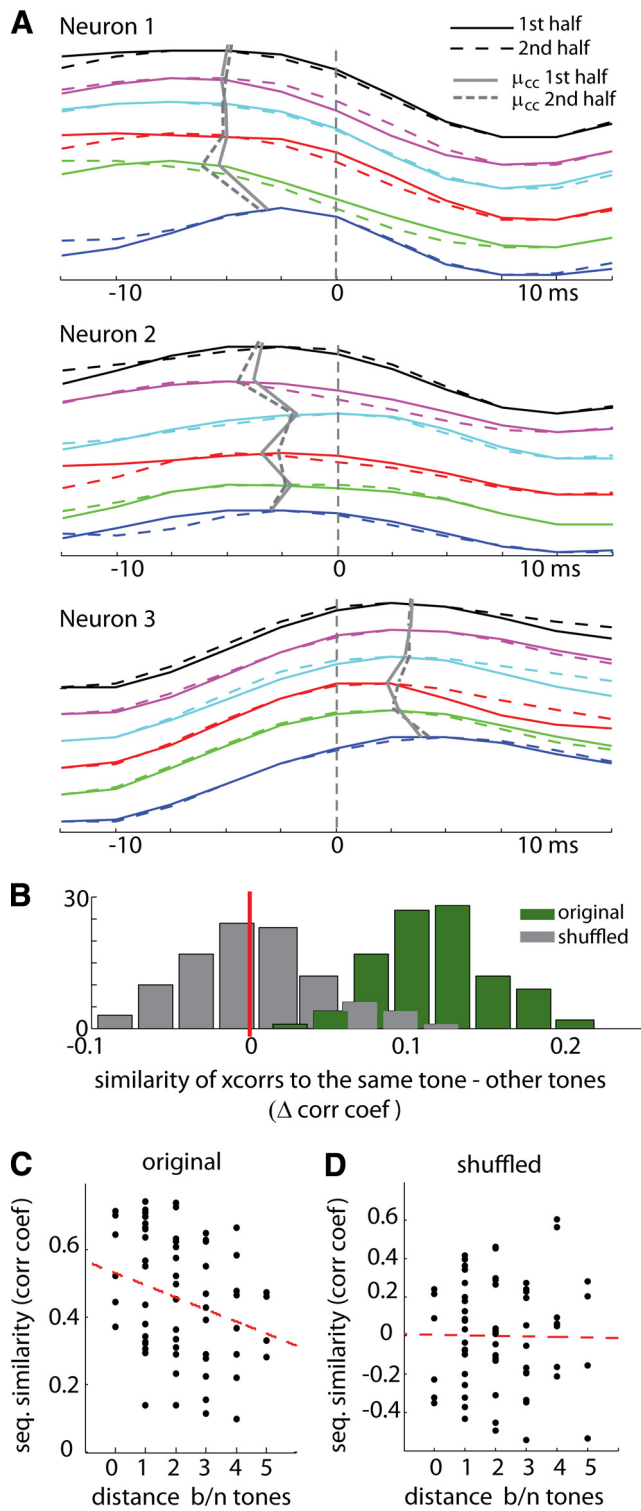 A
Neuron 1
1st half
2nd half
μcc 1st half
μcc 2nd half
-10 0 10 ms
Neuron 2
-10 0 10 ms
Neuron 3
-10 0 10 ms
B
30
original
shuffled
0
-0.1 0 0.1 0.2
similarity of xcorrs to the same tone - other tones
(Δ corr coef)
C
original
seq. similarity (corr coef)
0.6
0.4
0.2
0
0 1 2 3 4 5
distance b/n tones
D
shuffled
seq. similarity (corr coef)
0.6
0.2
0
-0.2
-0.4
0 1 2 3 4 5
distance b/n tones